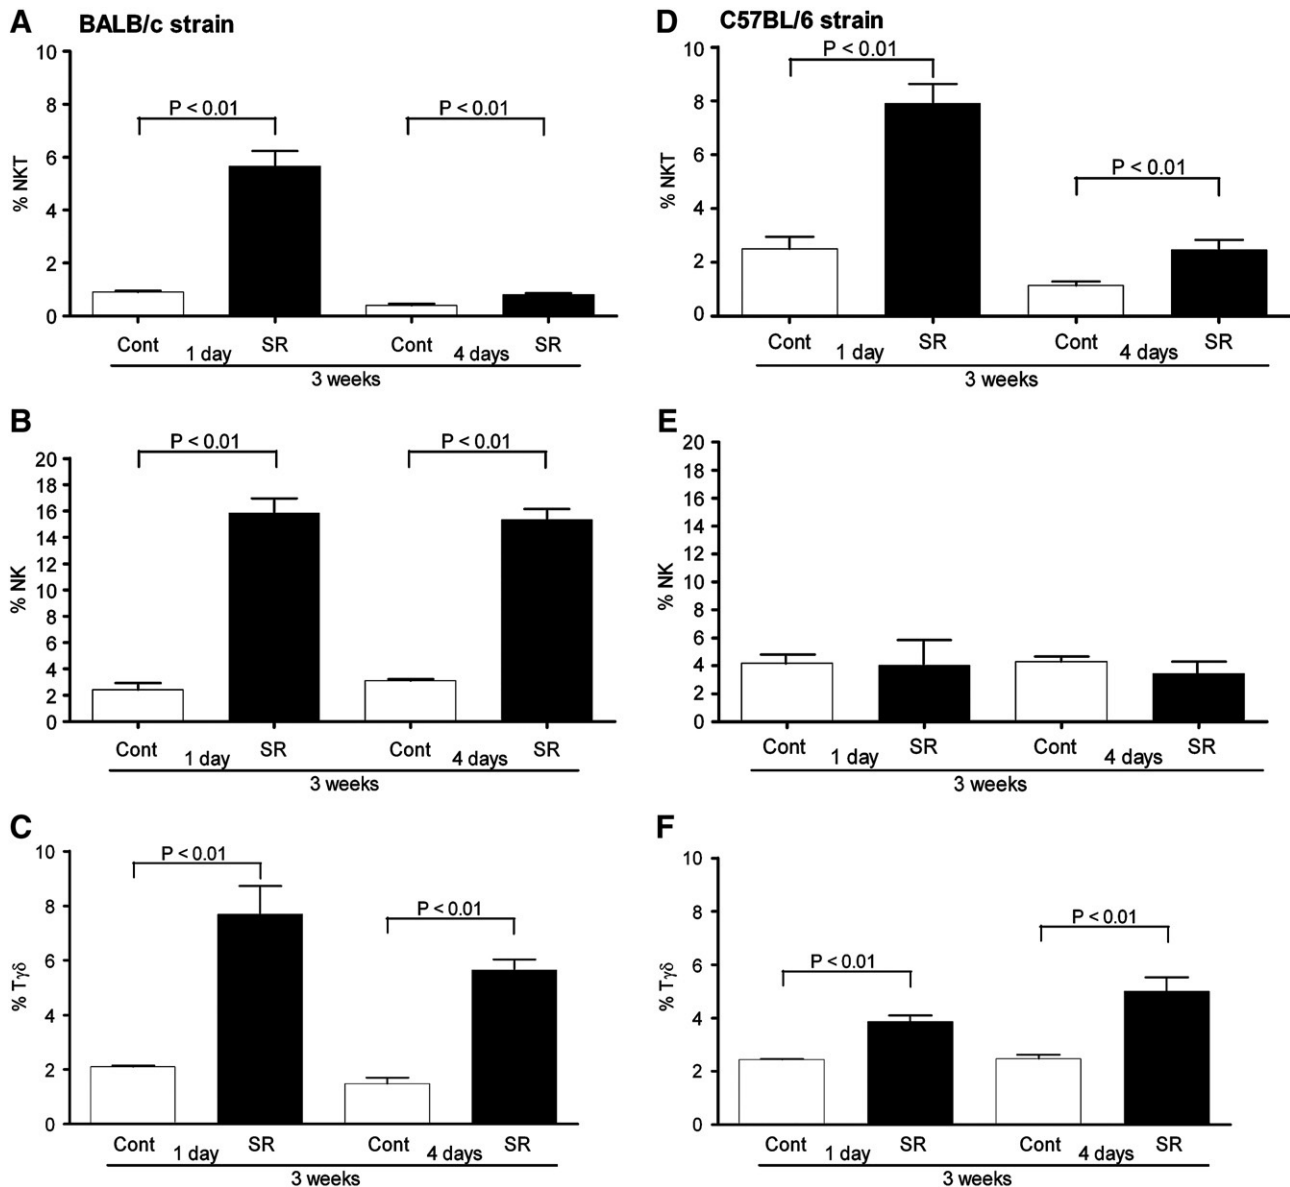 A BALB/c strain
10
8
6
4
2
0
% NKT
P < 0.01
P < 0.01
Cont SR Cont SR
1 day 4 days
3 weeks
B
20
18
16
14
12
10
8
6
4
2
0
% NK
P < 0.01
P < 0.01
Cont SR Cont SR
1 day 4 days
3 weeks
C
10
8
6
4
2
0
% Tγδ
P < 0.01
P < 0.01
Cont SR Cont SR
1 day 4 days
3 weeks
D C57BL/6 strain
10
8
6
4
2
0
% NKT
P < 0.01
P < 0.01
Cont SR Cont SR
1 day 4 days
3 weeks
E
20
18
16
14
12
10
8
6
4
2
0
% NK
Cont SR Cont SR
1 day 4 days
3 weeks
F
10
8
6
4
2
0
% Tγδ
P < 0.01
P < 0.01
Cont SR Cont SR
1 day 4 days
3 weeks